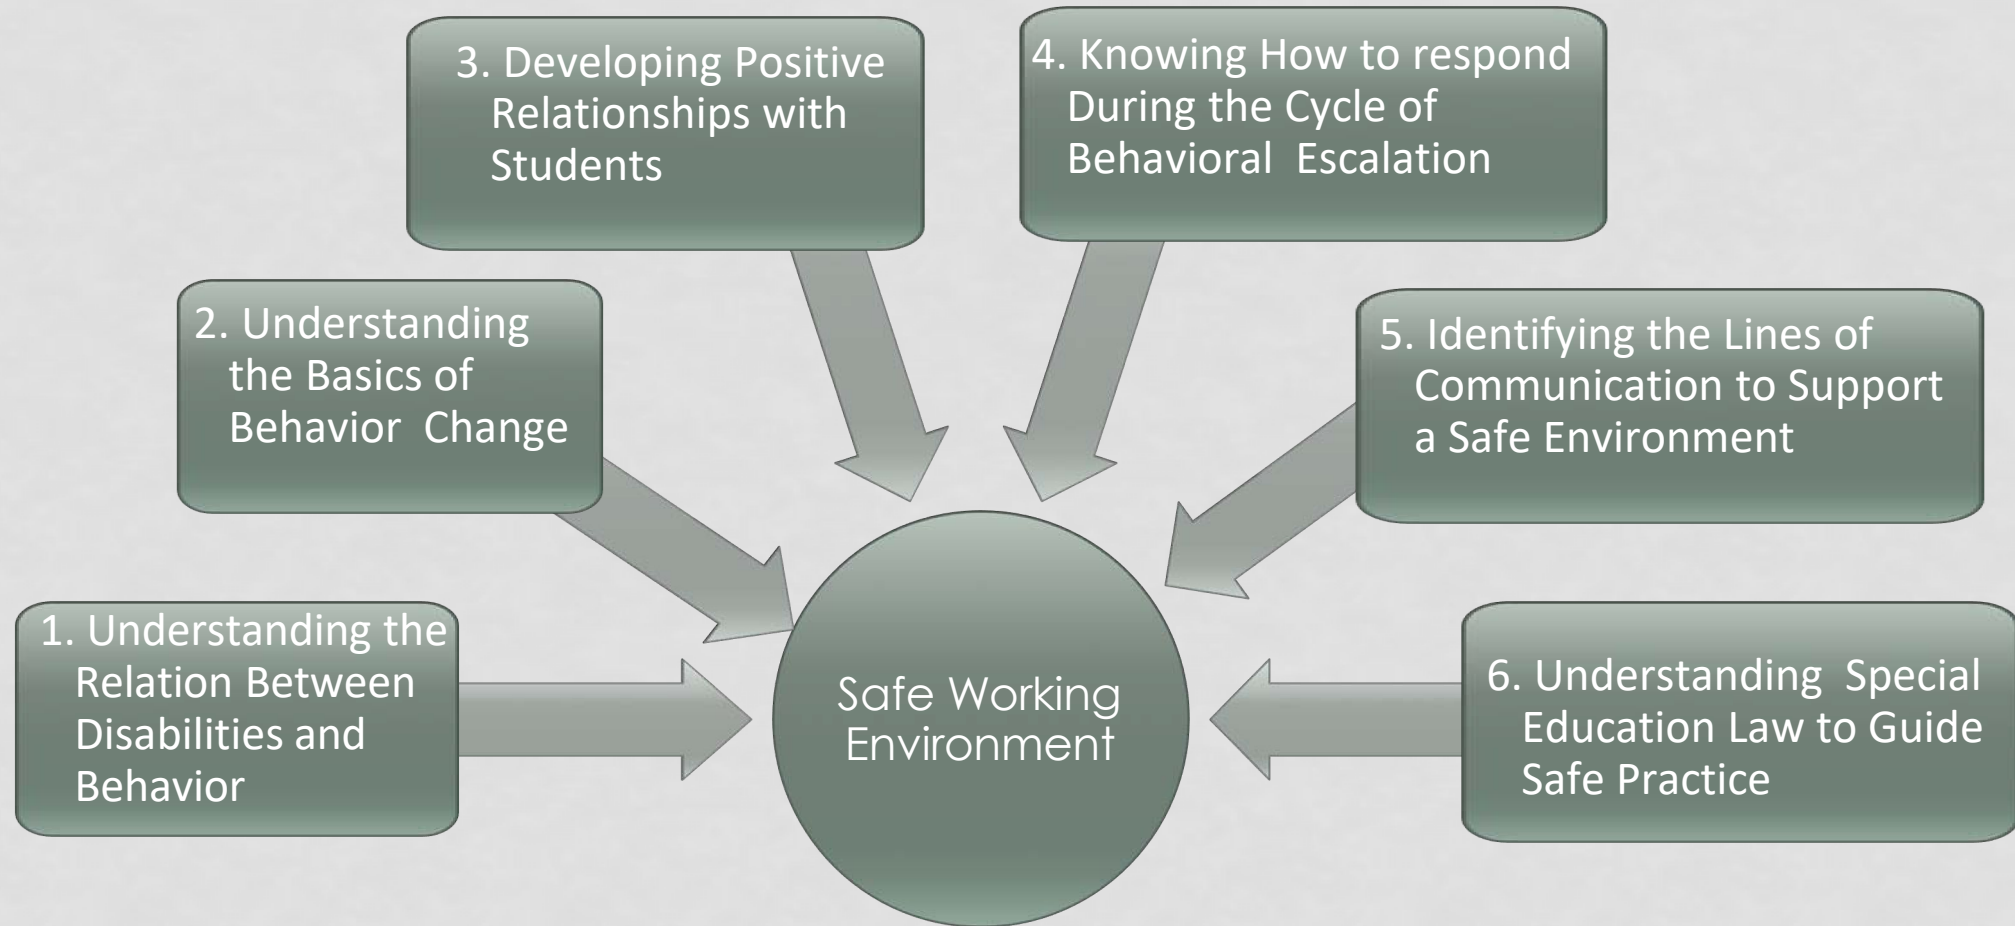 3. Developing Positive
Relationships with
Students
4. Knowing How to respond
During the Cycle of
Behavioral  Escalation
2. Understanding
the Basics of
Behavior  Change
5. Identifying the Lines of
Communication to Support
a Safe Environment
1. Understanding the
Relation Between
Disabilities and
Behavior
Safe Working
Environment
6. Understanding  Special
Education Law to Guide
Safe Practice